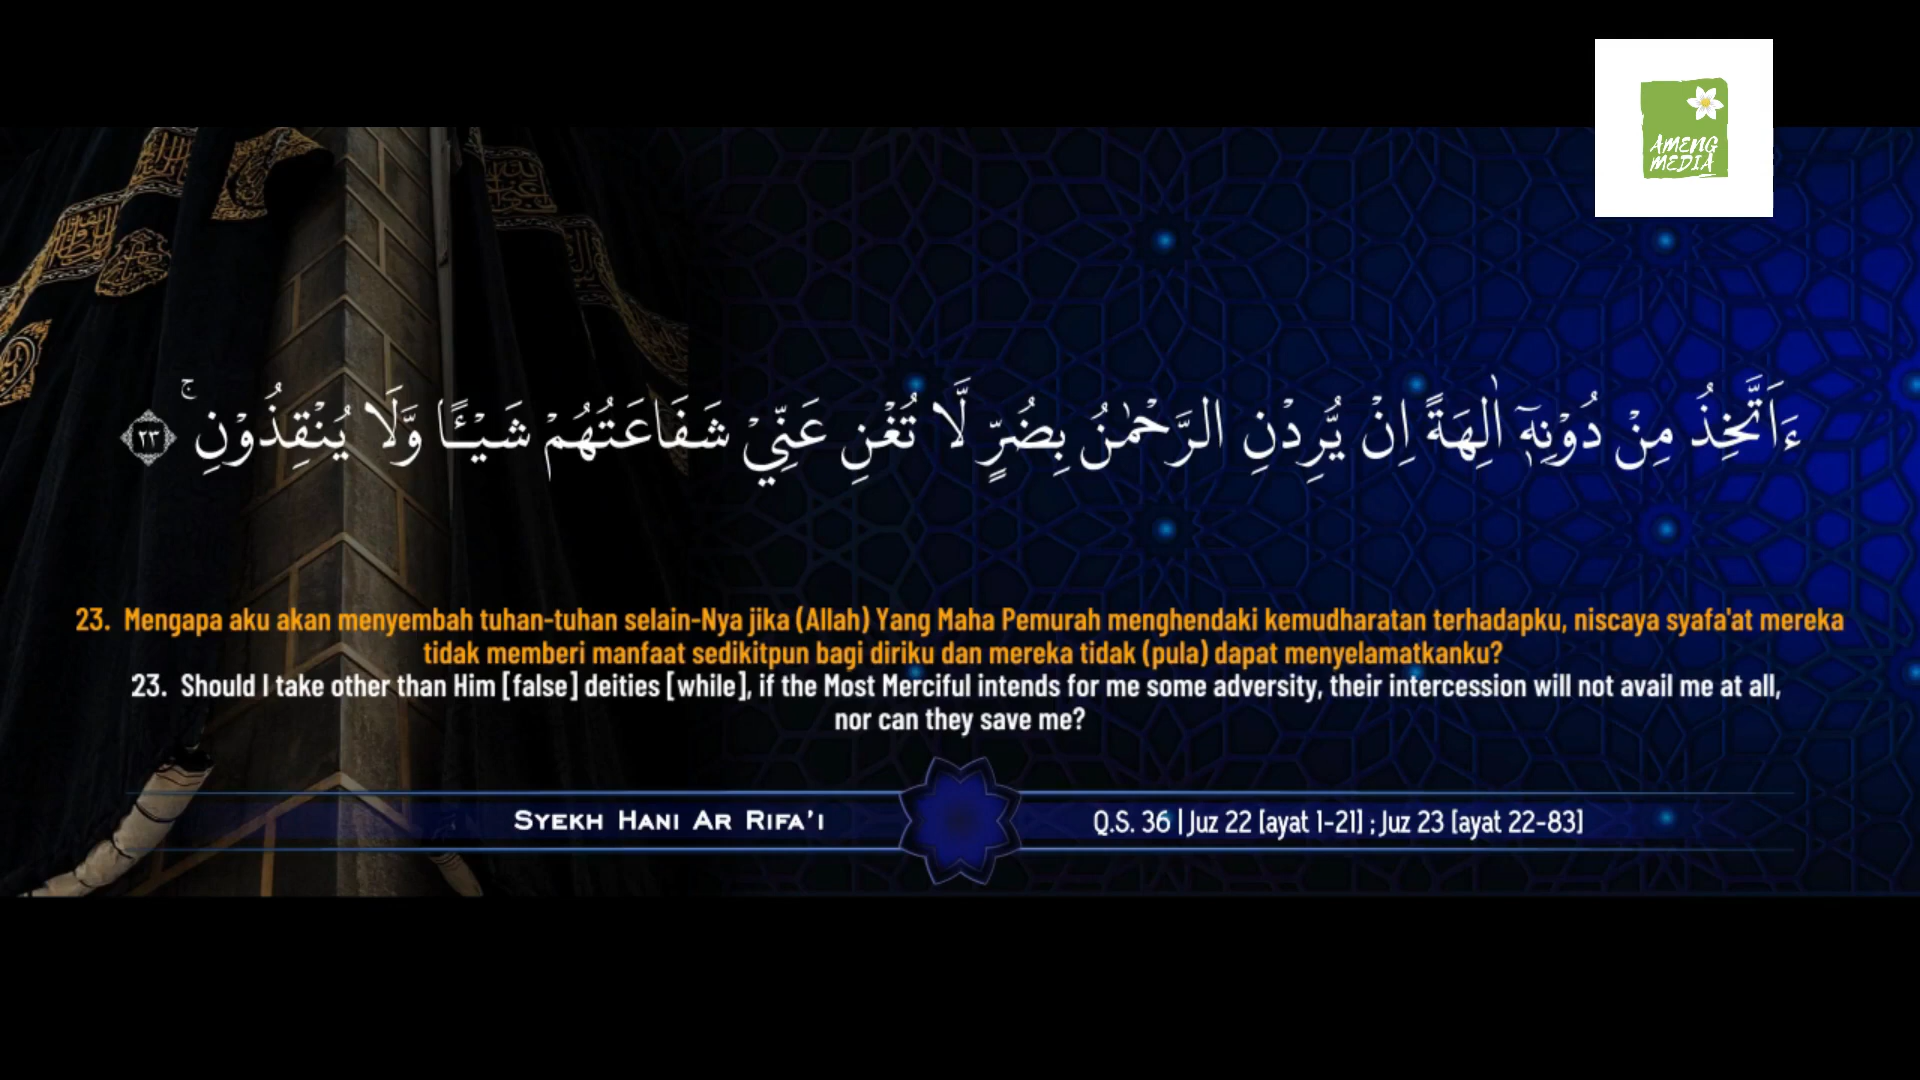 AMENG
MEDIA
ءَاَتَّخِذُ مِنْ دُوْنِهٖٓ اٰلِهَةً اِنْ يُّرِدْنِ الرَّحْمٰنُ بِضُرٍّ لَّا تُغْنِ عَنِّيْ شَفَاعَتُهُمْ شَيْـًٔا وَّلَا يُنْقِذُوْنِۚ ٢٣
23. Mengapa aku akan menyembah tuhan-tuhan selain-Nya jika (Allah) Yang Maha Pemurah menghendaki kemudharatan terhadapku, niscaya syafa'at mereka
tidak memberi manfaat sedikitpun bagi diriku dan mereka tidak (pula) dapat menyelamatkanku?
23. Should I take other than Him [false] deities [while], if the Most Merciful intends for me some adversity, their intercession will not avail me at all,
nor can they save me?
Syekh Hani Ar Rifa'i
Q.S. 36 | Juz 22 [ayat 1-21] ; Juz 23 [ayat 22-83]